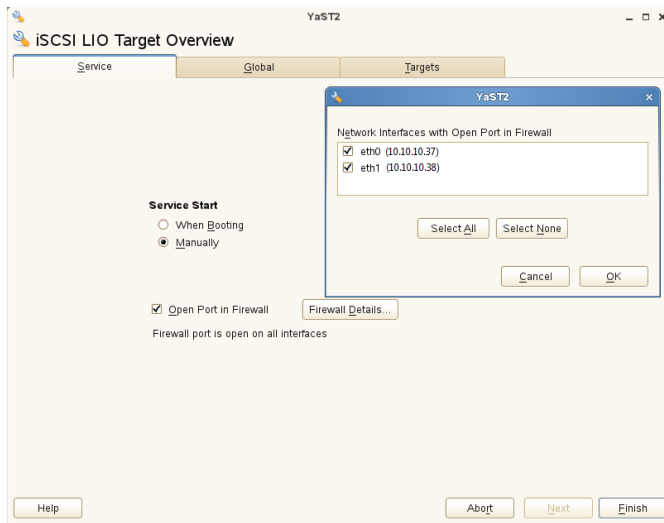 YaST2
iSCSI LIO Target Overview
Service Global Targets
YaST2
Network Interfaces with Open Port in Firewall
eth0 (10.10.10.37)
eth1 (10.10.10.38)
Select All Select None
Cancel OK
Service Start
When Booting
Manually
Open Port in Firewall Firewall Details...
Firewall port is open on all interfaces
Help Abort Next Finish